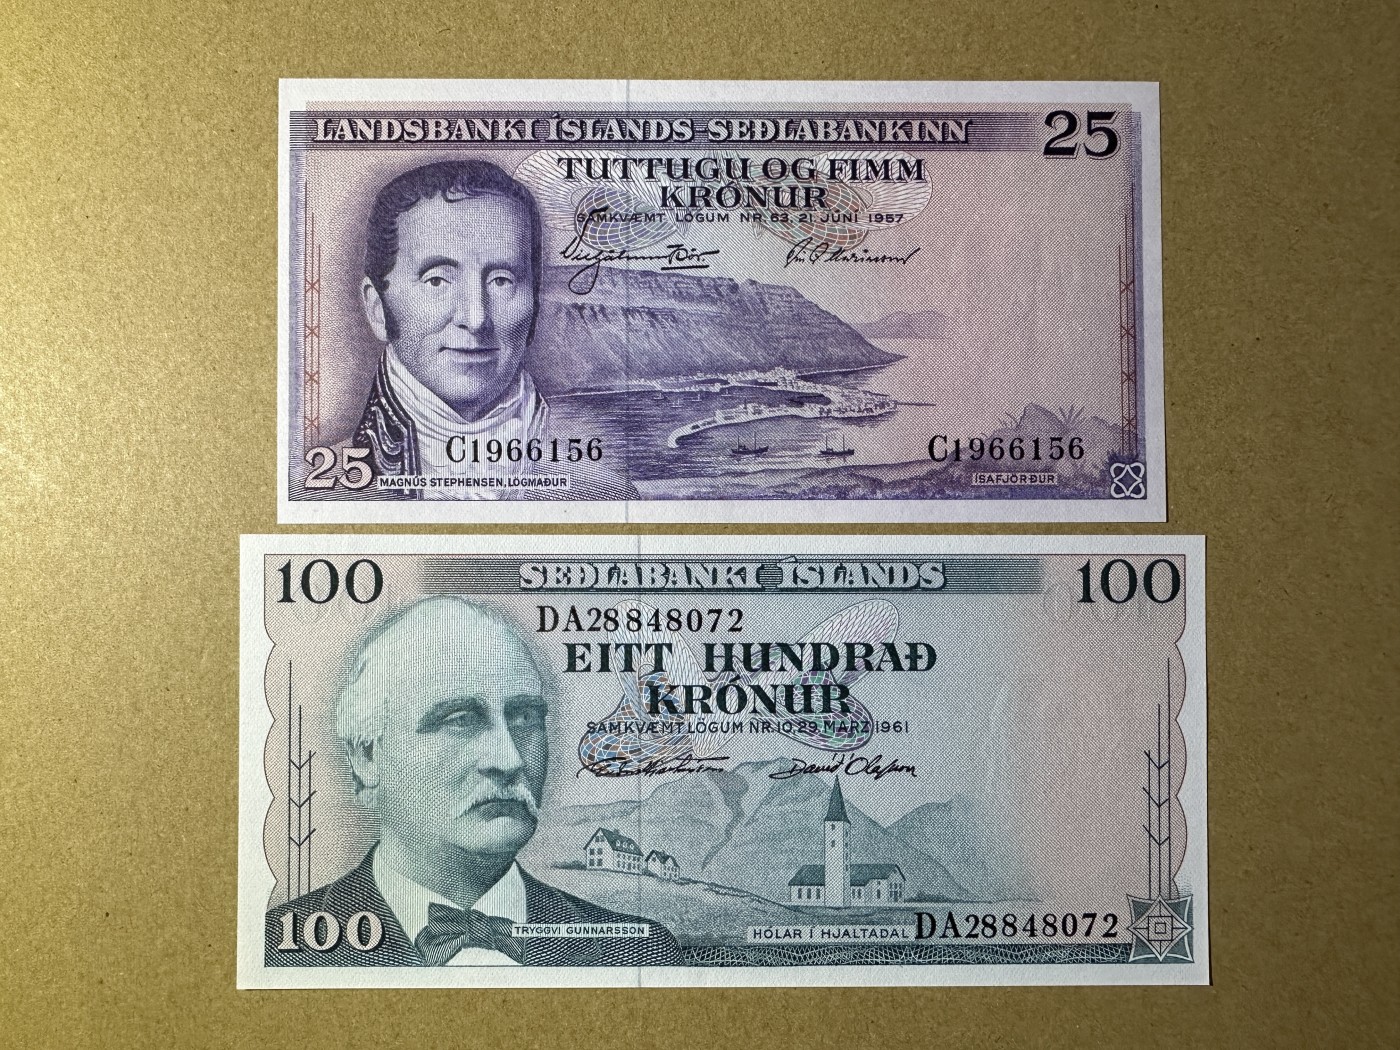 LANDSBANKI ÍSLANDS-SEÐLABANKINN
25
TUTTUGU OG FIMM
KRÓNUR
SAMKVÆMT LÖGUM NR. 63, 21. JÚNÍ 1957
C1966156
C1966156
25
MAGNÚS STEPHENSEN, LÖGMAÐUR
ÍSAFJÖRÐUR
100
SEÐLABANKI ÍSLANDS
100
DA28848072
EITT HUNDRAÐ
KRÓNUR
SAMKVÆMT LÖGUM NR. 10, 29. MARZ 1961
Davíð Ólafsson
100
TRYGGVI GUNNARSSON
HÓLAR Í HJALTADAL
DA28848072